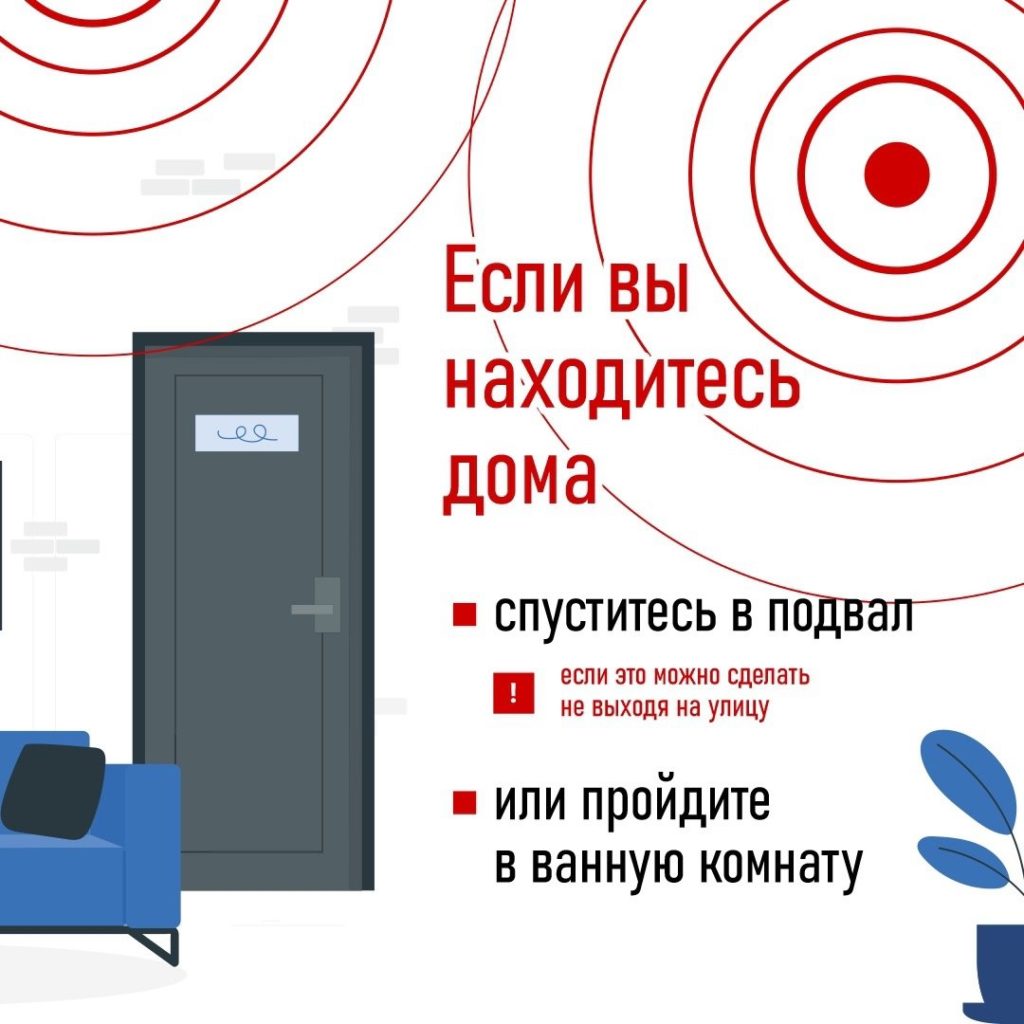 Если вы
находитесь
дома
спуститесь в подвал
!
если это можно сделать
не выходя на улицу
или пройдите
в ванную комнату